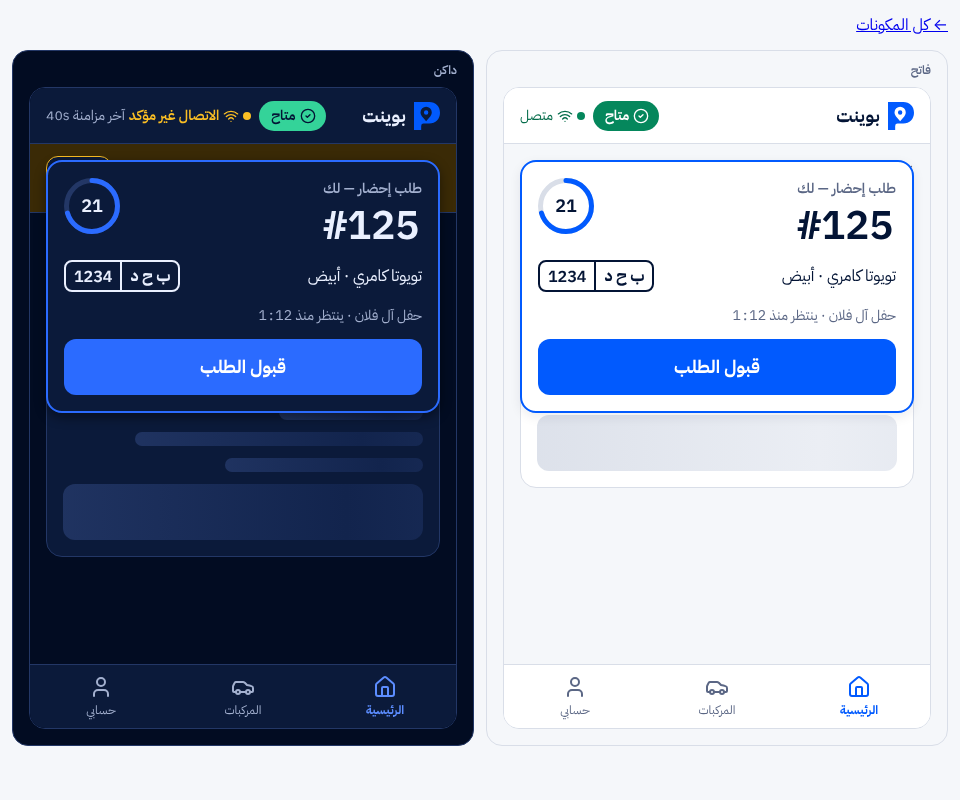 ← كل المكونات
فاتح
بوينت
متاح
متصل
طلب إحضار — لك
21
#125
تويوتا كامري · أبيض
ب ح د
1234
حفل آل فلان · ينتظر منذ 1:12
قبول الطلب
الرئيسية
المركبات
حسابي
داكن
بوينت
متاح
الاتصال غير مؤكد آخر مزامنة 40s
طلب إحضار — لك
21
#125
تويوتا كامري · أبيض
ب ح د
1234
حفل آل فلان · ينتظر منذ 1:12
قبول الطلب
الرئيسية
المركبات
حسابي